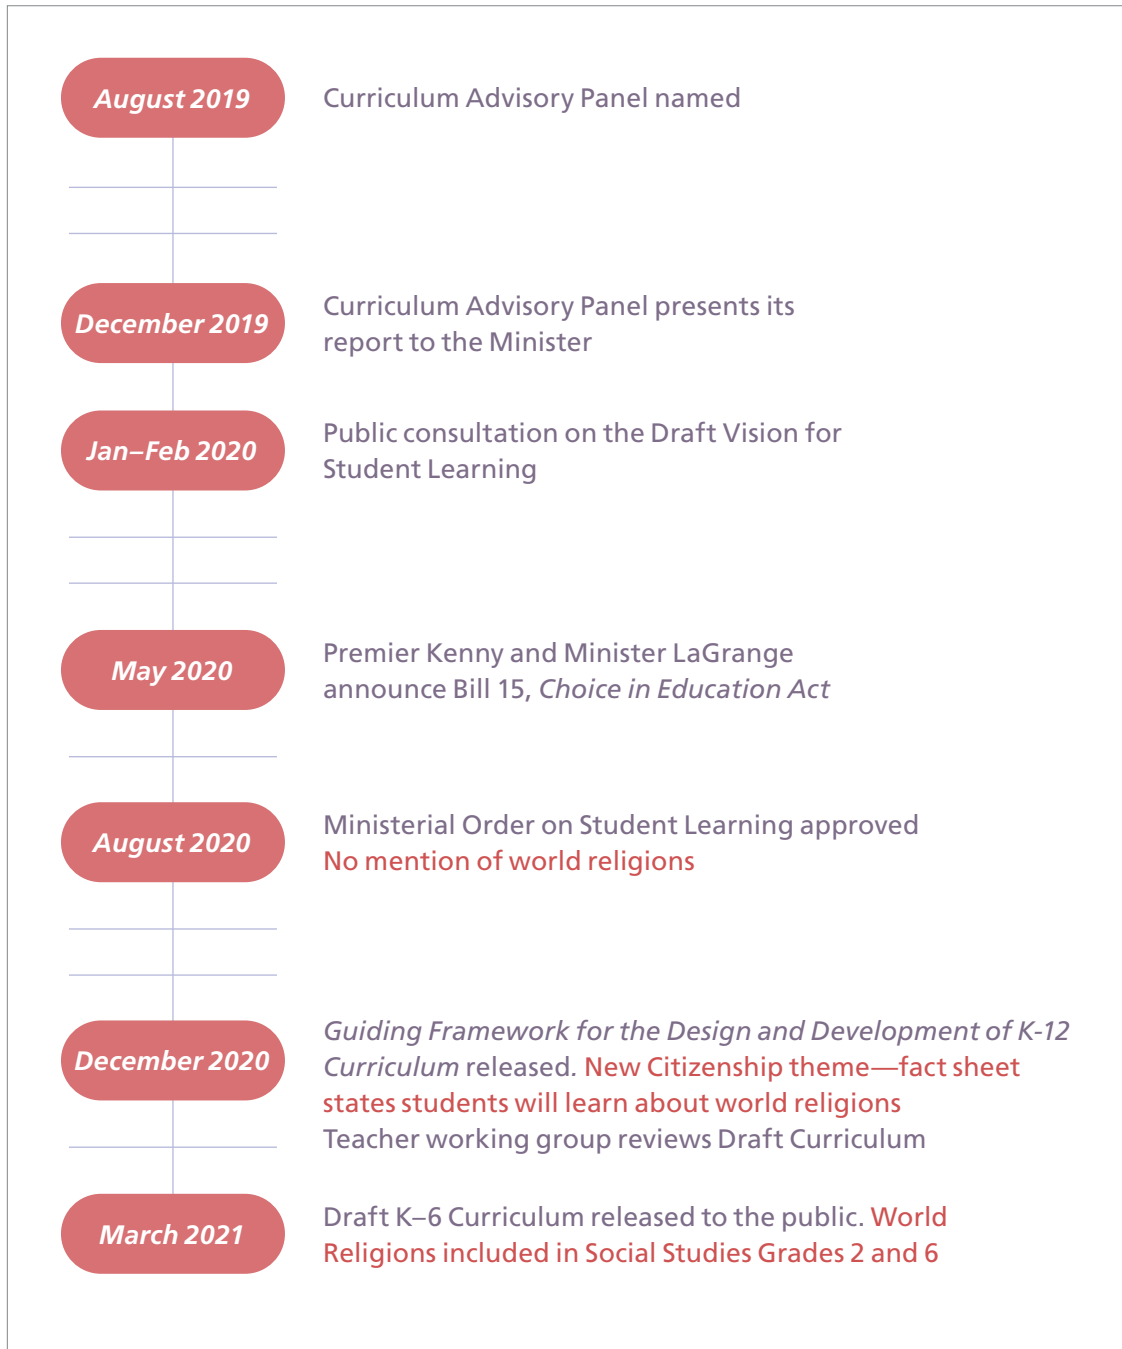 August 2019
Curriculum Advisory Panel named
December 2019
Curriculum Advisory Panel presents its
report to the Minister
Jan–Feb 2020
Public consultation on the Draft Vision for
Student Learning
May 2020
Premier Kenny and Minister LaGrange
announce Bill 15, Choice in Education Act
August 2020
Ministerial Order on Student Learning approved
No mention of world religions
December 2020
Guiding Framework for the Design and Development of K-12
Curriculum released. New Citizenship theme—fact sheet
states students will learn about world religions
Teacher working group reviews Draft Curriculum
March 2021
Draft K–6 Curriculum released to the public. World
Religions included in Social Studies Grades 2 and 6